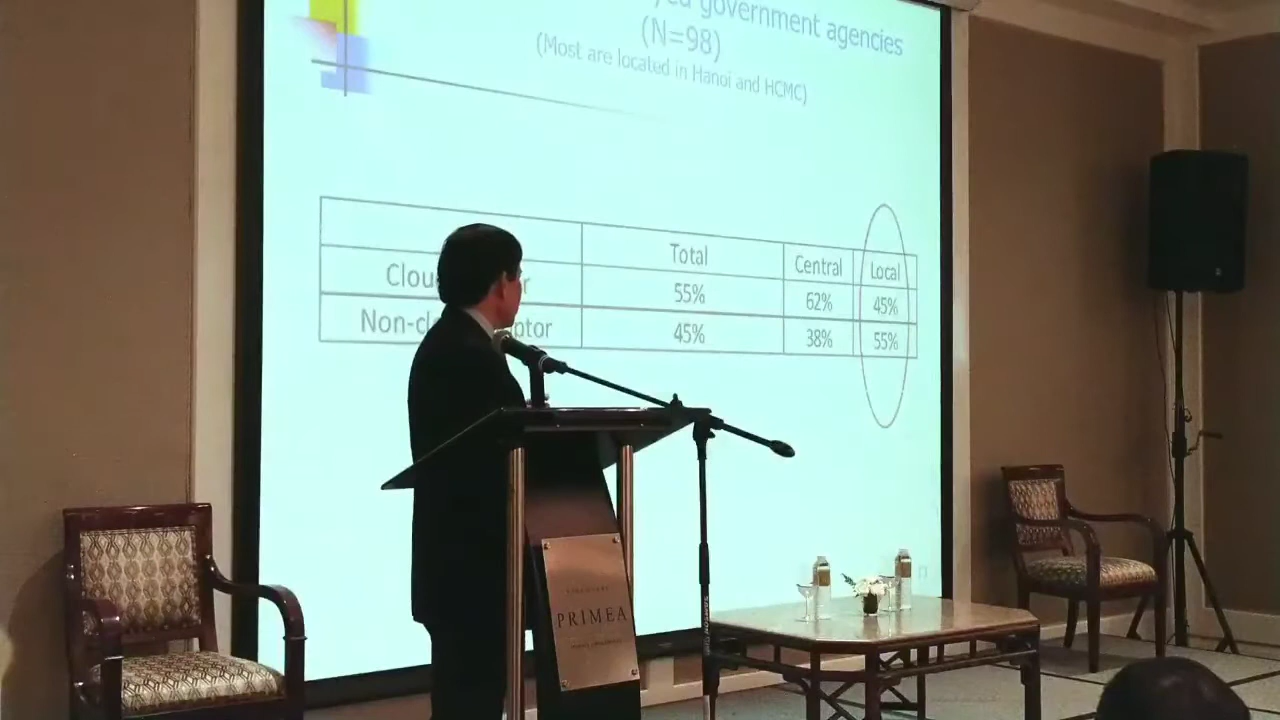 government agencies
(N=98)
(Most are located in Hanoi and HCMC)
Total Central Local
55% 62% 45%
45% 38% 55%
PRIMEA